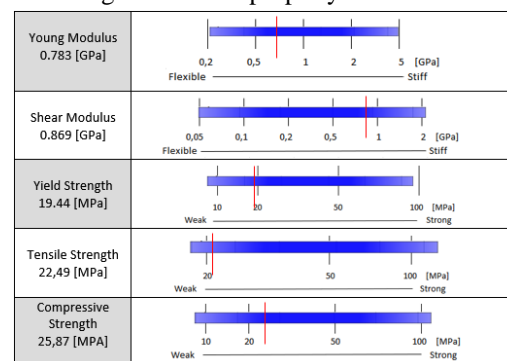 Young Modulus
0.783 [GPa]
0,2 0,5 1 2 5 [GPa]
Flexible Stiff
Shear Modulus
0.869 [GPa]
0,05 0,1 0,2 0,5 1 2 [GPa]
Flexible Stiff
Yield Strength
19.44 [MPa]
10 20 50 100 [MPa]
Weak Strong
Tensile Strength
22,49 [MPa]
20 50 100 [MPa]
Weak Strong
Compressive
Strength
25,87 [MPA]
10 20 50 100 [MPa]
Weak Strong